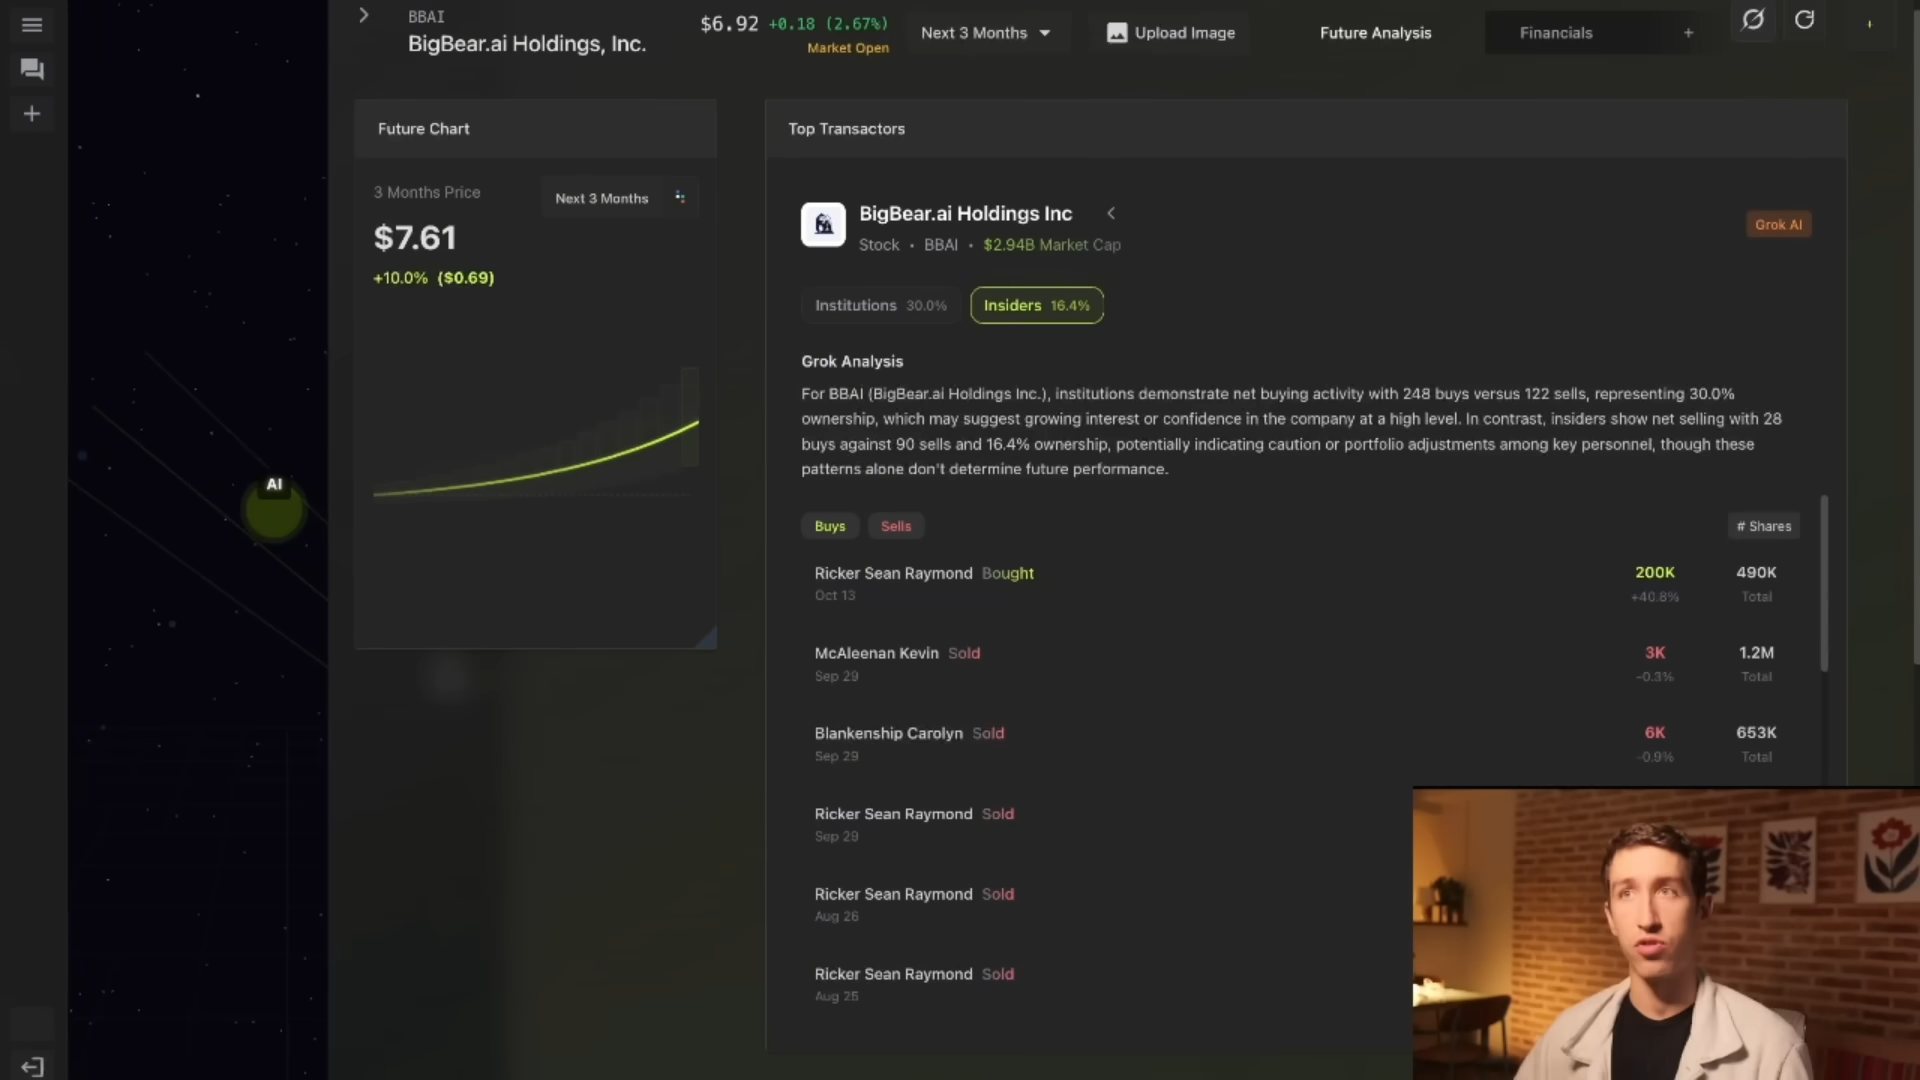 BBAI
BigBear.ai Holdings, Inc.
$6.92 +0.18 (2.67%)
Market Open
Next 3 Months
Upload Image
Future Analysis
Financials +
Future Chart
3 Months Price
Next 3 Months
$7.61
+10.0% ($0.69)
AI
Top Transactors
BigBear.ai Holdings Inc
Stock • BBAI • $2.94B Market Cap
Grok AI
Institutions 30.0%
Insiders 16.4%
Grok Analysis
For BBAI (BigBear.ai Holdings Inc.), institutions demonstrate net buying activity with 248 buys versus 122 sells, representing 30.0%
ownership, which may suggest growing interest or confidence in the company at a high level. In contrast, insiders show net selling with 28
buys against 90 sells and 16.4% ownership, potentially indicating caution or portfolio adjustments among key personnel, though these
patterns alone don't determine future performance.
Buys Sells # Shares
Ricker Sean Raymond Bought 200K 490K
Oct 13 +40.8% Total
McAleenan Kevin Sold 3K 1.2M
Sep 29 -0.3% Total
Blankenship Carolyn Sold 6K 653K
Sep 29 -0.9% Total
Ricker Sean Raymond Sold
Sep 29
Ricker Sean Raymond Sold
Aug 26
Ricker Sean Raymond Sold
Aug 25